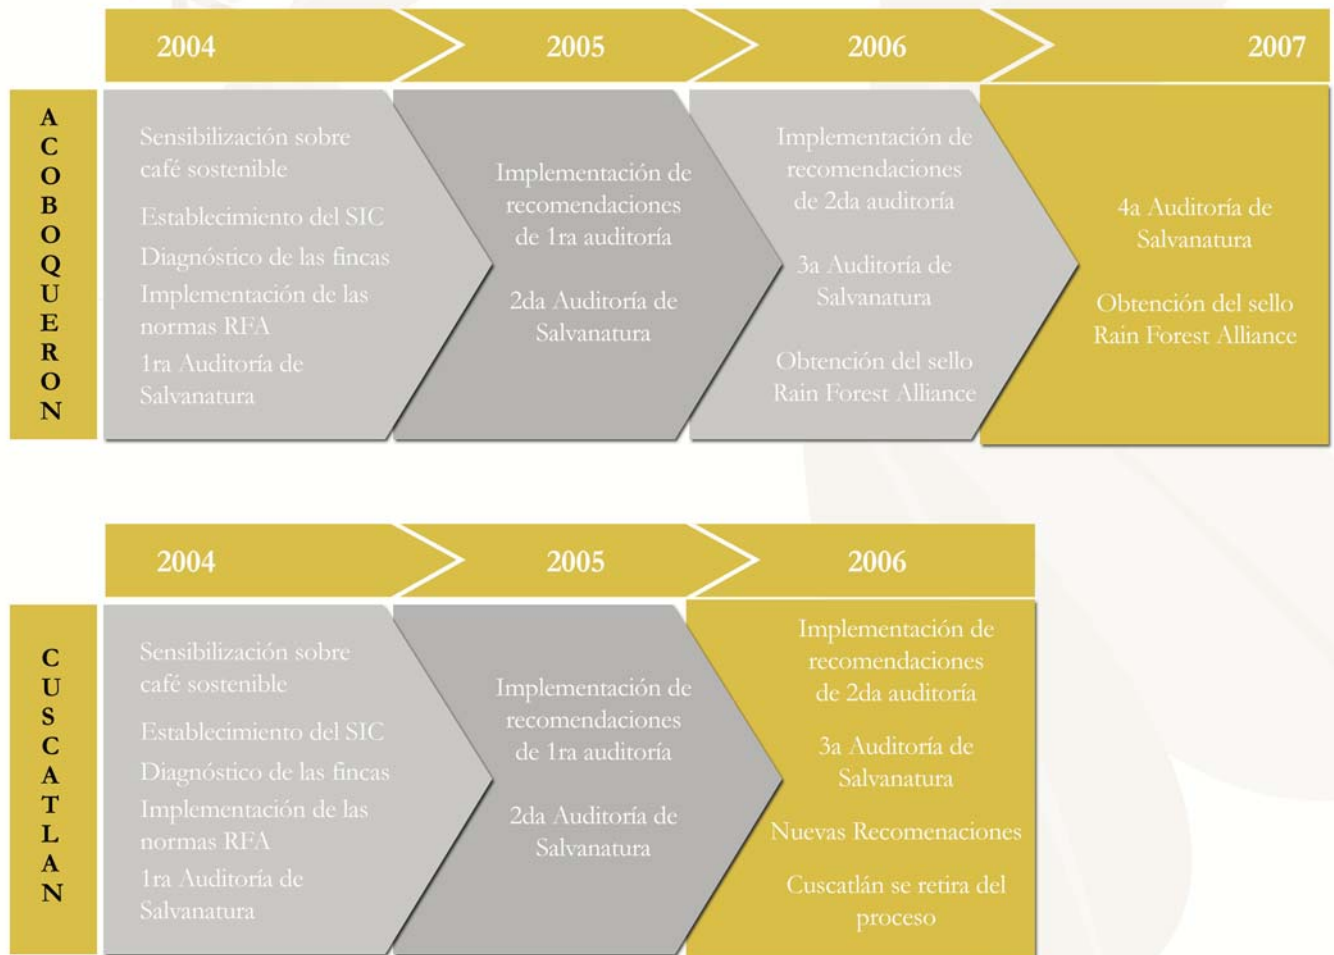 2004
2005
2006
2007
ACOBOQUERON
Sensibilización sobre
café sostenible
Establecimiento del SIC
Diagnóstico de las fincas
Implementación de las
normas RFA
1ra Auditoría de
Salvanatura
Implementación de
recomendaciones
de 1ra auditoría
2da Auditoría de
Salvanatura
Implementación de
recomendaciones
de 2da auditoría
3a Auditoría de
Salvanatura
Obtención del sello
Rain Forest Alliance
4a Auditoría de
Salvanatura
Obtención del sello
Rain Forest Alliance
2004
2005
2006
CUSCATLAN
Sensibilización sobre
café sostenible
Establecimiento del SIC
Diagnóstico de las fincas
Implementación de las
normas RFA
1ra Auditoría de
Salvanatura
Implementación de
recomendaciones
de 1ra auditoría
2da Auditoría de
Salvanatura
Implementación de
recomendaciones
de 2da auditoría
3a Auditoría de
Salvanatura
Nuevas Recomenaciones
Cuscatlán se retira del
proceso